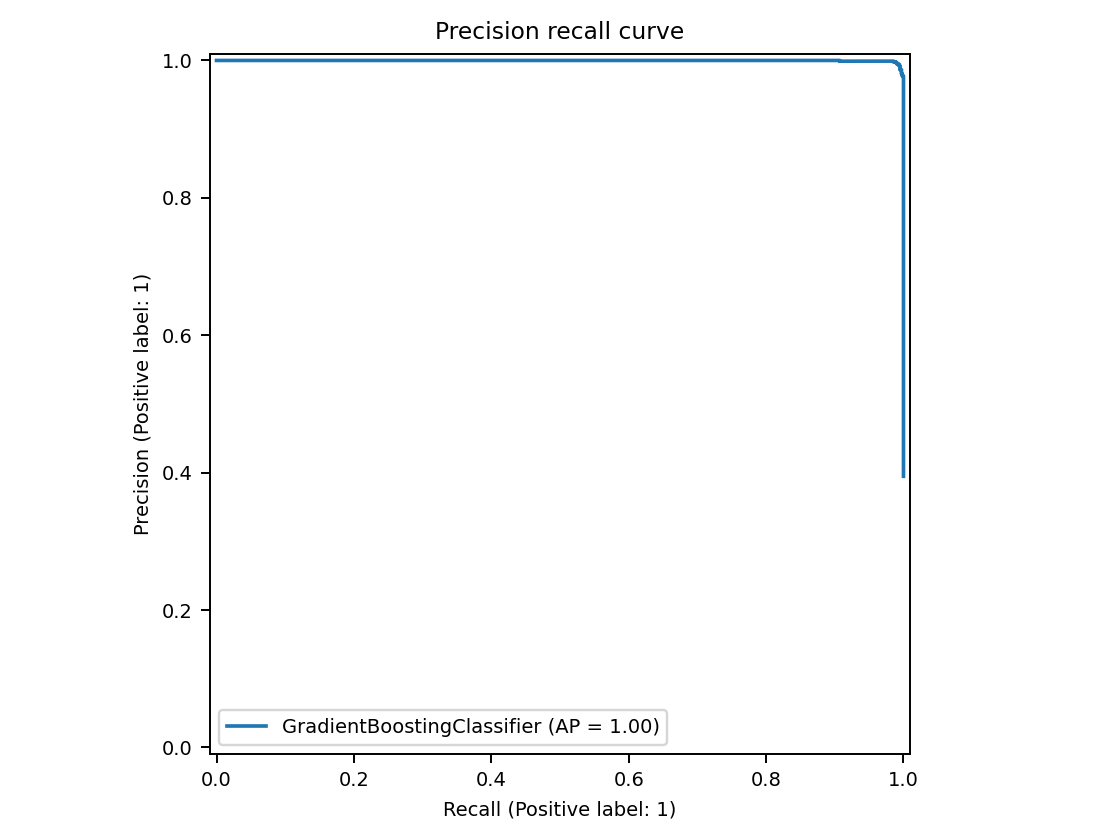 Precision recall curve
1.0
0.8
0.6
0.4
0.2
0.0
Precision (Positive label: 1)
GradientBoostingClassifier (AP = 1.00)
0.0 0.2 0.4 0.6 0.8 1.0
Recall (Positive label: 1)